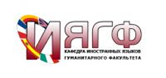 ИЯГФ
КАФЕДРА ИНОСТРАННЫХ ЯЗЫКОВ
ГУМАНИТАРНОГО ФАКУЛЬТЕТА